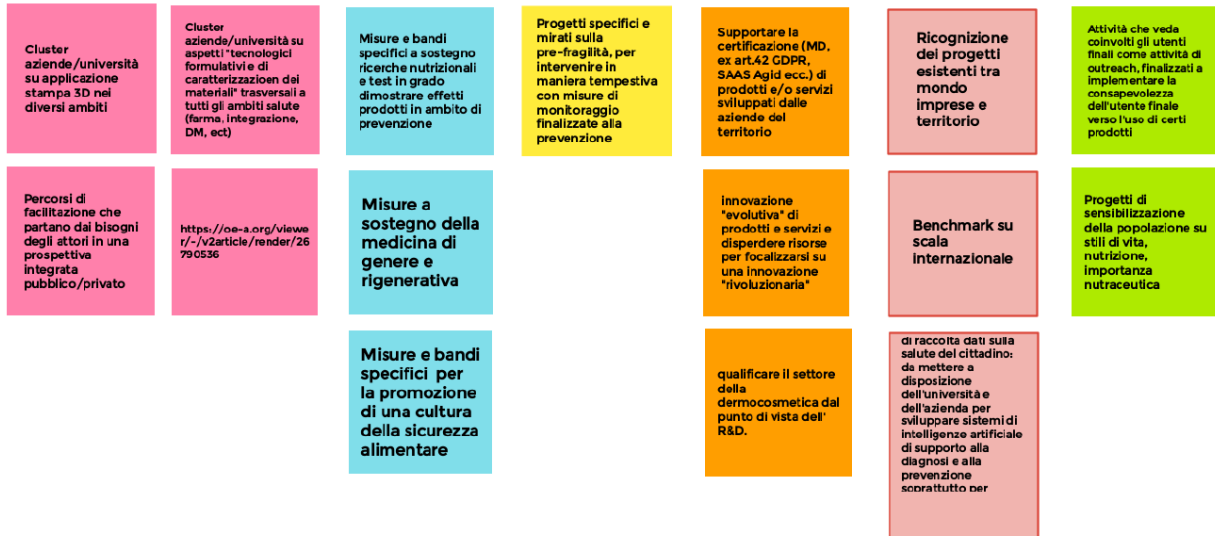 Cluster
aziende/università
su applicazione
stampa 3D nei
diversi ambiti
Cluster
aziende/università su
aspetti "tecnologici
formativi e di
caratterizzazioen dei
materiali" trasversali a
tutti gli ambiti salute
(farma, integrazione,
DM, ect)
Misure e bandi
specifici a sostegno
ricerche nutrizionali
e test in grado
dimostrare effetti
prodotti in ambito di
prevenzione
Progetti specifici e
mirati sulla
pre-fragilità, per
intervenire in
maniera tempestiva
con misure di
monitoraggio
finalizzate alla
prevenzione
Supportare la
certificazione (MD,
ex art.42 GDPR,
SAAS Agid ecc.) di
prodotti e/o servizi
sviluppati dalle
aziende del
territorio
Ricognizione
dei progetti
esistenti tra
mondo
imprese e
territorio
Attività che veda
coinvolti gli utenti
finali come attività di
outreach, finalizzati a
implementare la
consapevolezza
dell'utente finale
verso l'uso di certi
prodotti
Percorsi di
facilitazione che
partano dai bisogni
degli attori in una
prospettiva
integrata
pubblico/privato
https://oe-a.org/viewe
r/-/v2article/render/26
790536
Misure a
sostegno della
medicina di
genere e
rigenerativa
innovazione
"evolutiva" di
prodotti e servizi e
disperdere risorse
per focalizzarsi su
una innovazione
"rivoluzionaria"
Benchmark su
scala
internazionale
Progetti di
sensibilizzazione
della popolazione su
stili di vita,
nutrizione,
importanza
nutraceutica
Misure e bandi
specifici per
la promozione
di una cultura
della sicurezza
alimentare
qualificare il settore
della
dermocosmetica dal
punto di vista dell'
R&D.
di raccolta dati sulla
salute del cittadino:
da mettere a
disposizione
dell'università e
dell'azienda per
sviluppare sistemi di
intelligenze artificiale
di supporto alla
diagnosi e alla
prevenzione
soprattutto per